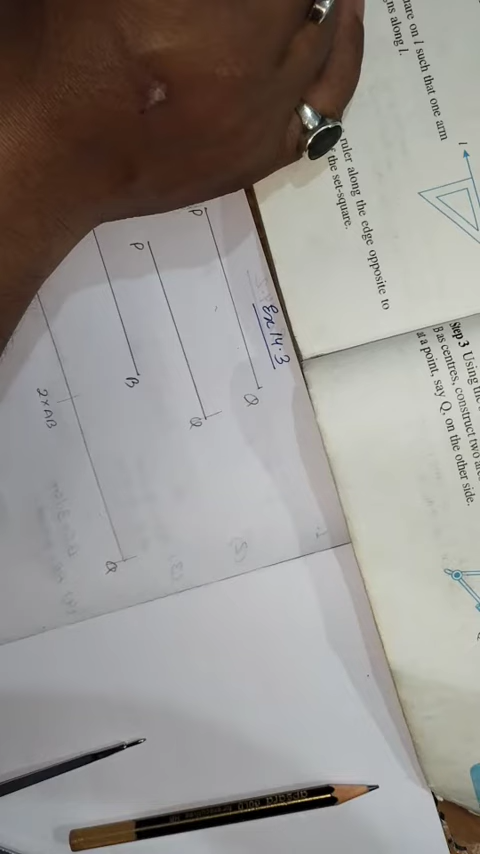 uare on l such that one arm
ns along l.
ruler along the edge opposite to
the set-square.
l
Step 3 Using the
B as centres, construct two
at a point, say Q, on the other side.
Ex 14.3
P
Q
P
Q
B
2×AB
Q